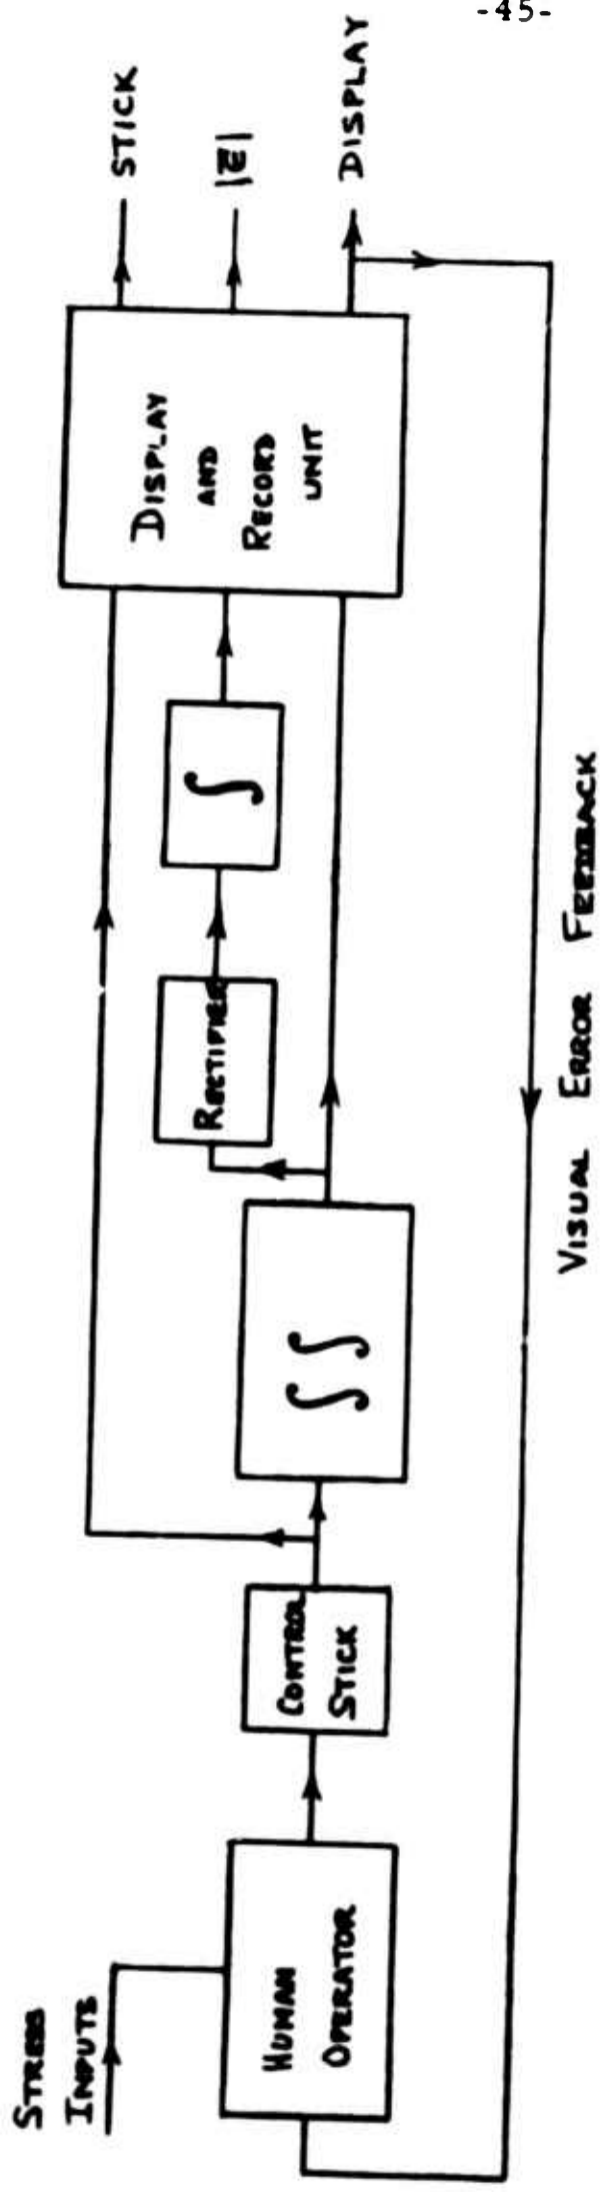 -45-
STRESS
INPUTS
HUMAN
OPERATOR
CONTROL
STICK
∫∫
RECTIFIER
∫
DISPLAY
AND
RECORD
UNIT
STICK
|E|
DISPLAY
VISUAL ERROR FEEDBACK